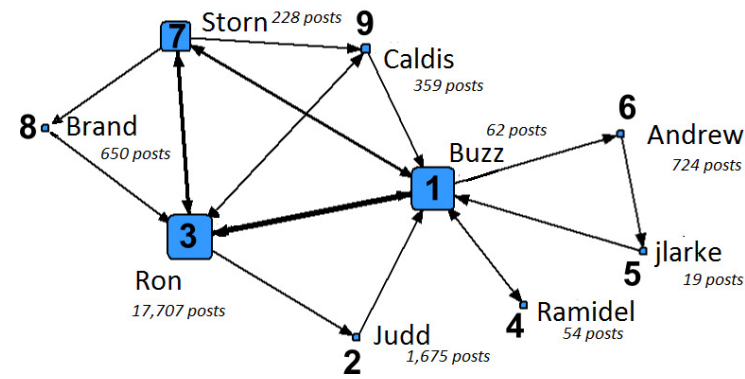 7
Storn
228 posts
9
Caldis
359 posts
8
Brand
650 posts
62 posts
Buzz
1
6
Andrew
724 posts
3
Ron
17,707 posts
jlarke
5
19 posts
Ramidel
4
54 posts
Judd
2
1,675 posts